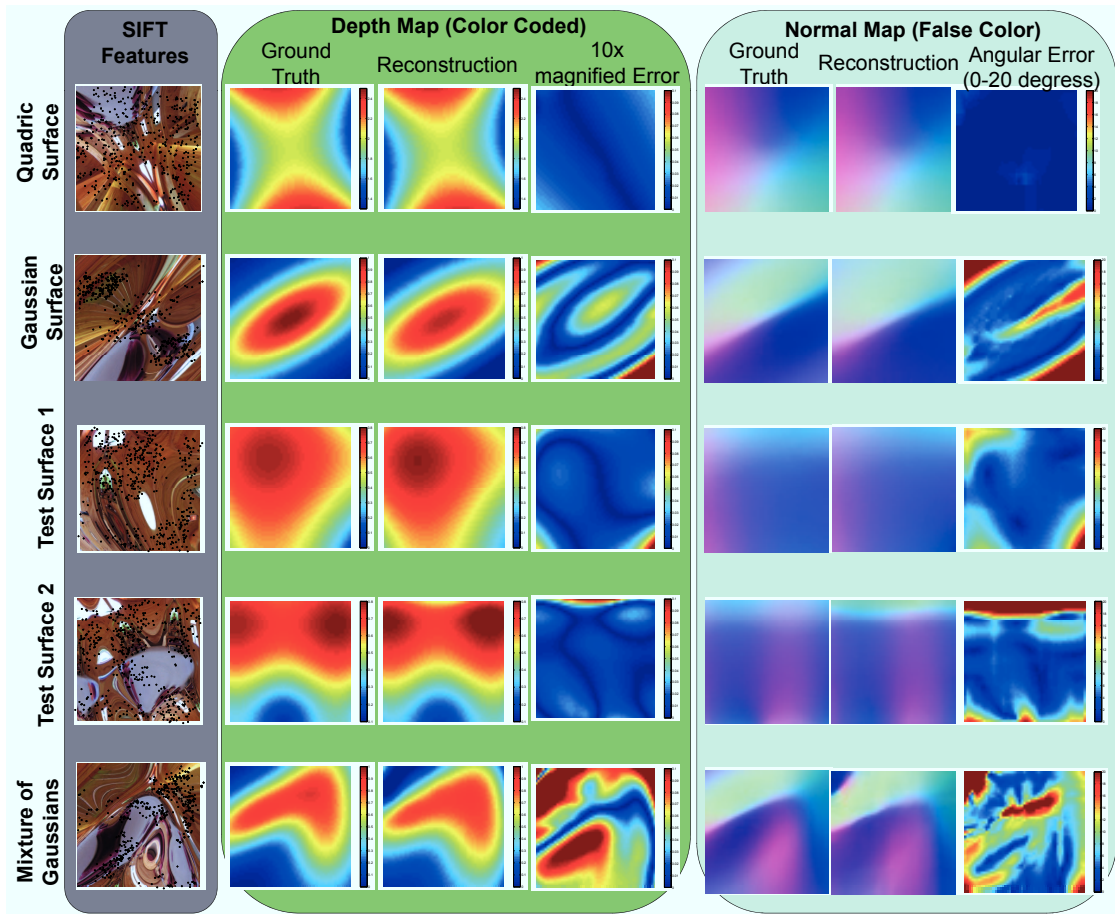 SIFT
Features
Depth Map (Color Coded)
Ground
Truth
Reconstruction
10x
magnified Error
Normal Map (False Color)
Ground
Truth
Reconstruction
Angular Error
(0-20 degress)
Quadric
Surface
Gaussian
Surface
Test Surface 1
Test Surface 2
Mixture of
Gaussians